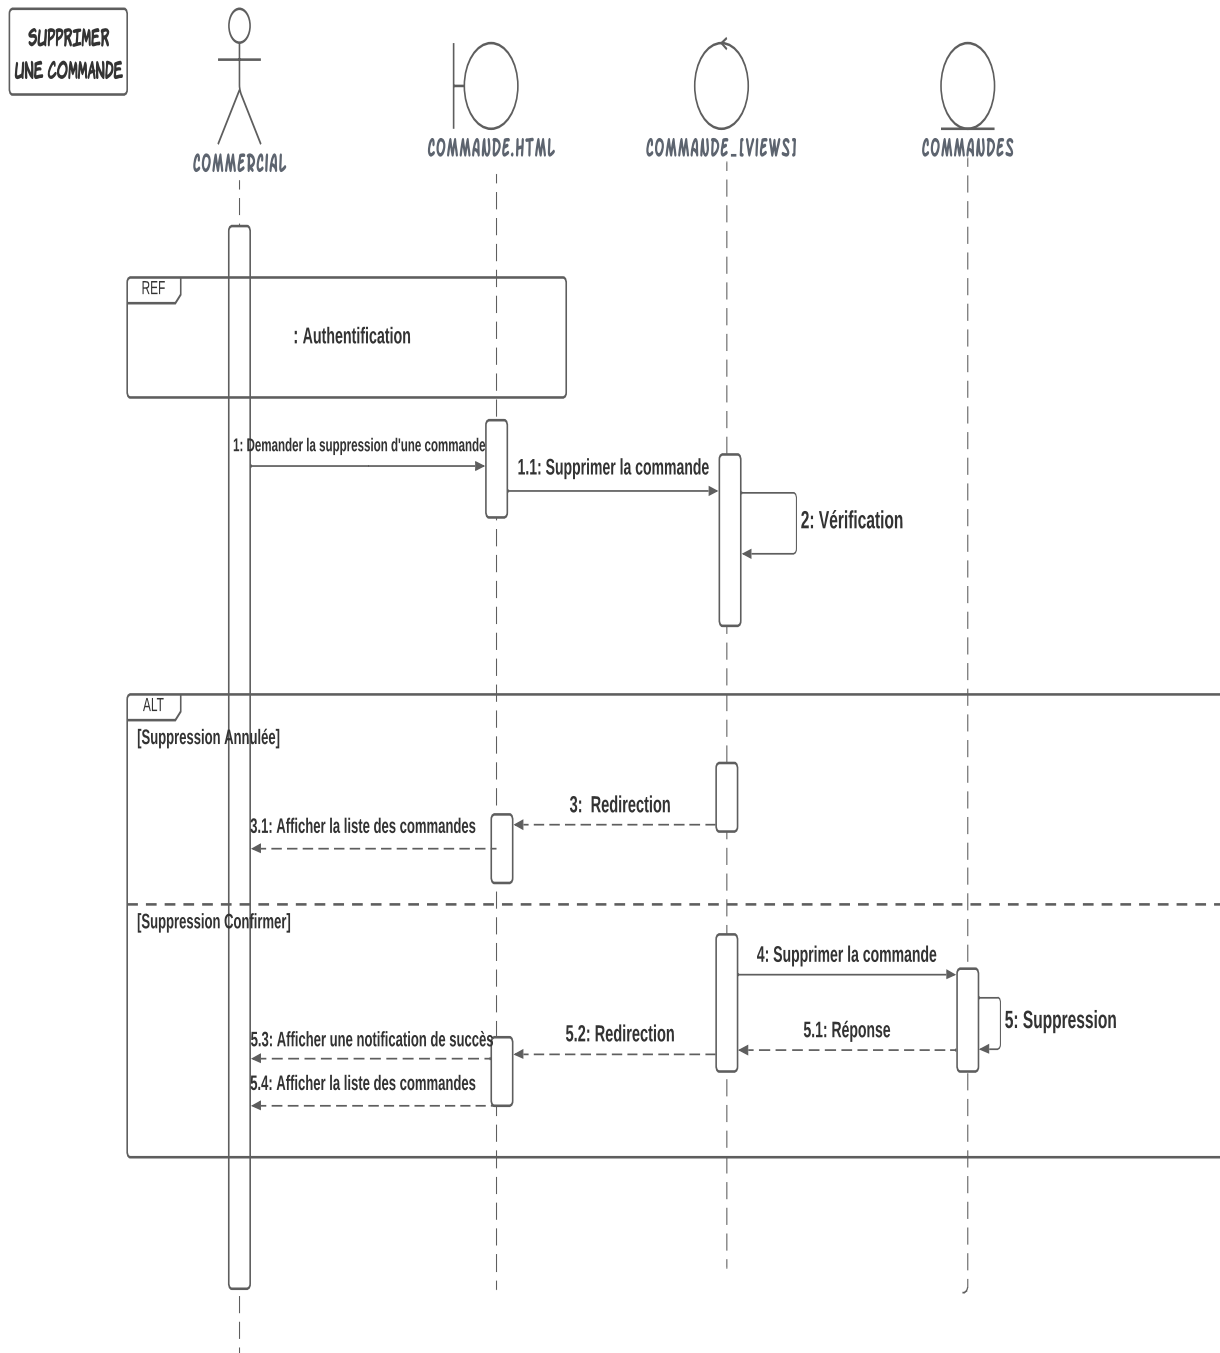 SUPPRIMER
UNE COMMANDE
COMMERCIAL
COMMANDE.HTML
COMMANDE_[VIEWS]
COMMANDES
REF
: Authentification
1: Demander la suppression d'une commande
1.1: Supprimer la commande
2: Vérification
ALT
[Suppression Annulée]
3: Redirection
3.1: Afficher la liste des commandes
[Suppression Confirmer]
4: Supprimer la commande
5: Suppression
5.1: Réponse
5.2: Redirection
5.3: Afficher une notification de succès
5.4: Afficher la liste des commandes